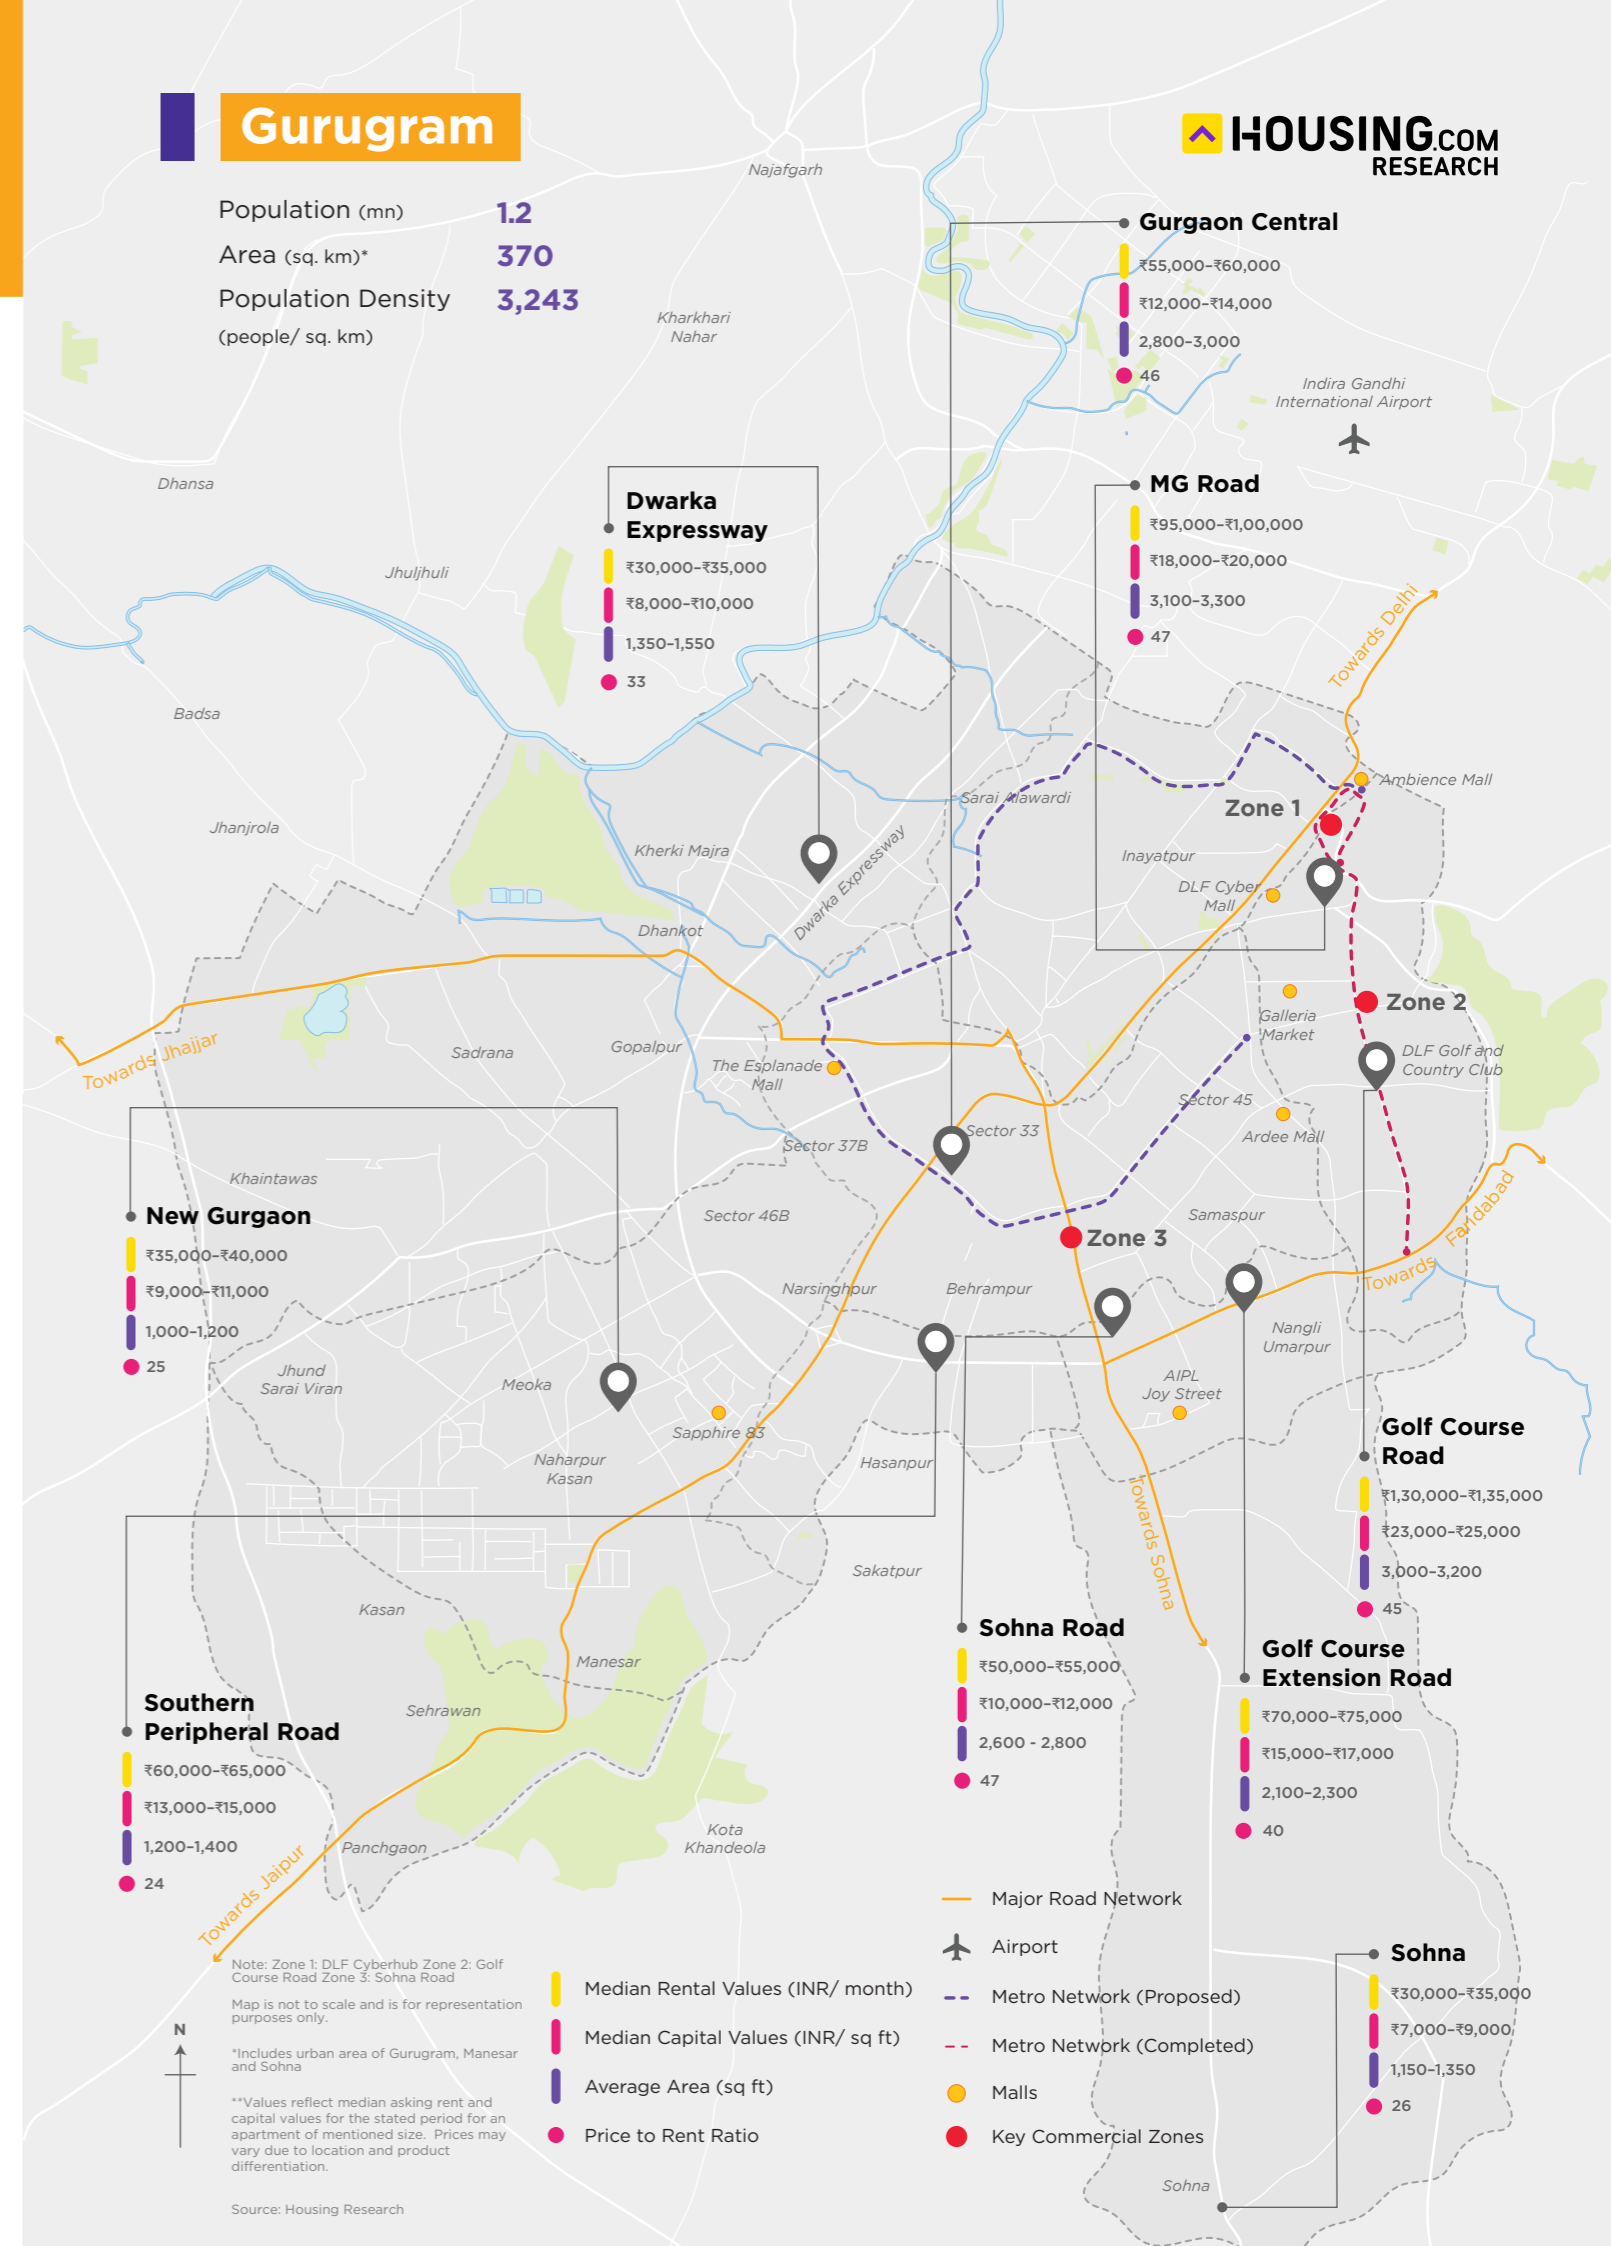 Gurugram
HOUSING.COM
RESEARCH
Population (mn) 1.2
Area (sq. km)* 370
Population Density 3,243
(people/ sq. km)
Najafgarh
Gurgaon Central
₹55,000–₹60,000
₹12,000–₹14,000
2,800–3,000
46
Kharkhari
Nahar
Indira Gandhi
International Airport
Dhansa
Dwarka
Expressway
₹30,000–₹35,000
₹8,000–₹10,000
1,350–1,550
33
MG Road
₹95,000–₹1,00,000
₹18,000–₹20,000
3,100–3,300
47
Jhuljhuli
Towards Delhi
Badsa
Ambience Mall
Sarai Alawardi
Zone 1
Jhanjrola
Kherki Majra
Dwarka Expressway
Inayatpur
DLF Cyber
Mall
Dhankot
Zone 2
Galleria
Market
Towards Jhajjar
Sadrana
Gopalpur
The Esplanade
Mall
DLF Golf and
Country Club
Sector 45
Sector 33
Ardee Mall
Sector 37B
Khaintawas
New Gurgaon
₹35,000–₹40,000
₹9,000–₹11,000
1,000–1,200
25
Sector 46B
Samaspur
Towards Faridabad
Zone 3
Narsinghpur
Behrampur
Nangli
Umarpur
Jhund
Sarai Viran
Meoka
AIPL
Joy Street
Sapphire 83
Naharpur
Kasan
Hasanpur
Golf Course
Road
₹1,30,000–₹1,35,000
₹23,000–₹25,000
3,000–3,200
45
Towards Sohna
Sakatpur
Kasan
Manesar
Sehrawan
Sohna Road
₹50,000–₹55,000
₹10,000–₹12,000
2,600 - 2,800
47
Golf Course
Extension Road
₹70,000–₹75,000
₹15,000–₹17,000
2,100–2,300
40
Southern
Peripheral Road
₹60,000–₹65,000
₹13,000–₹15,000
1,200–1,400
24
Kota
Khandeola
Panchgaon
Towards Jaipur
Note: Zone 1: DLF Cyberhub Zone 2: Golf
Course Road Zone 3: Sohna Road
Map is not to scale and is for representation
purposes only.
N
*Includes urban area of Gurugram, Manesar
and Sohna
**Values reflect median asking rent and
capital values for the stated period for an
apartment of mentioned size. Prices may
vary due to location and product
differentiation.
Source: Housing Research
Median Rental Values (INR/ month)
Median Capital Values (INR/ sq ft)
Average Area (sq ft)
Price to Rent Ratio
Major Road Network
Airport
Metro Network (Proposed)
Metro Network (Completed)
Malls
Key Commercial Zones
Sohna
₹30,000–₹35,000
₹7,000–₹9,000
1,150–1,350
26
Sohna